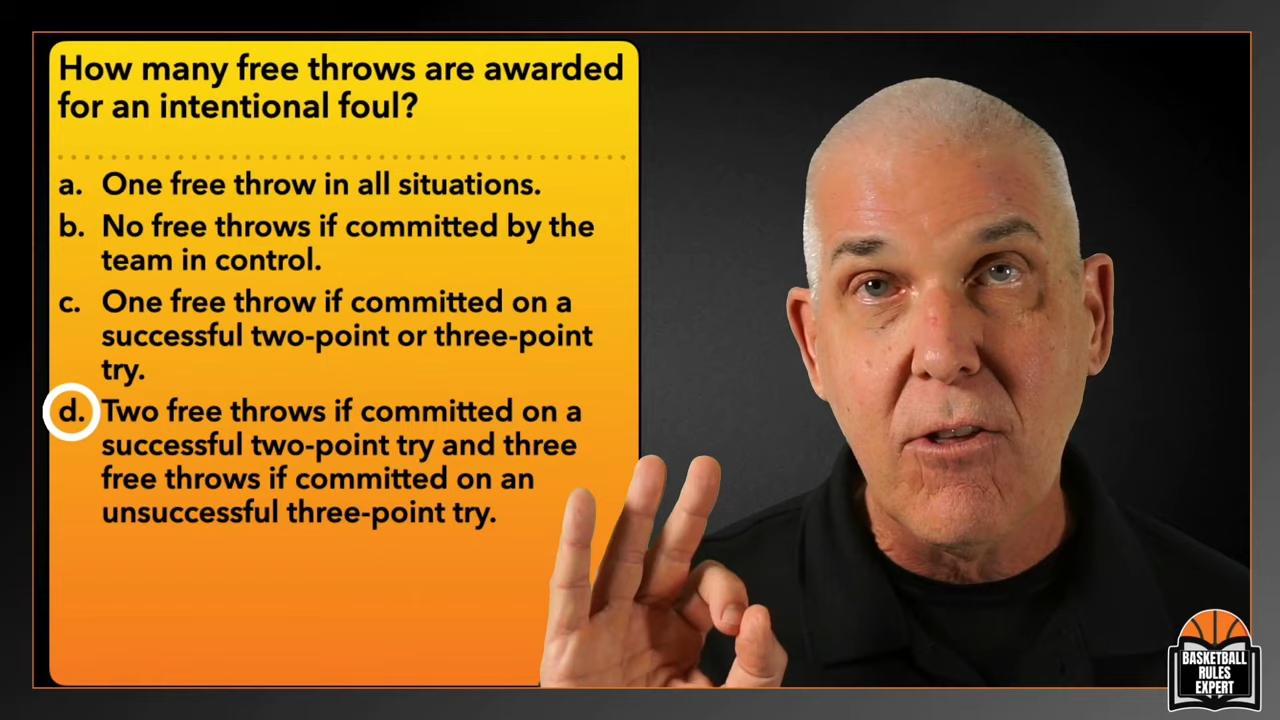 How many free throws are awarded
for an intentional foul?
a. One free throw in all situations.
b. No free throws if committed by the
team in control.
c. One free throw if committed on a
successful two-point or three-point
try.
d. Two free throws if committed on a
successful two-point try and three
free throws if committed on an
unsuccessful three-point try.
BASKETBALL
RULES
EXPERT